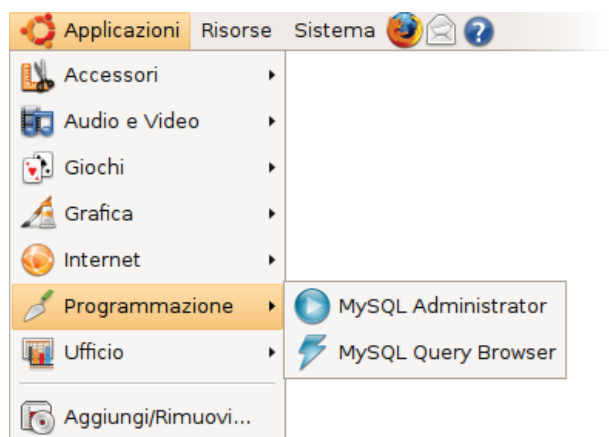 Applicazioni Risorse Sistema
Accessori
Audio e Video
Giochi
Grafica
Internet
Programmazione
MySQL Administrator
Ufficio
MySQL Query Browser
Aggiungi/Rimuovi...